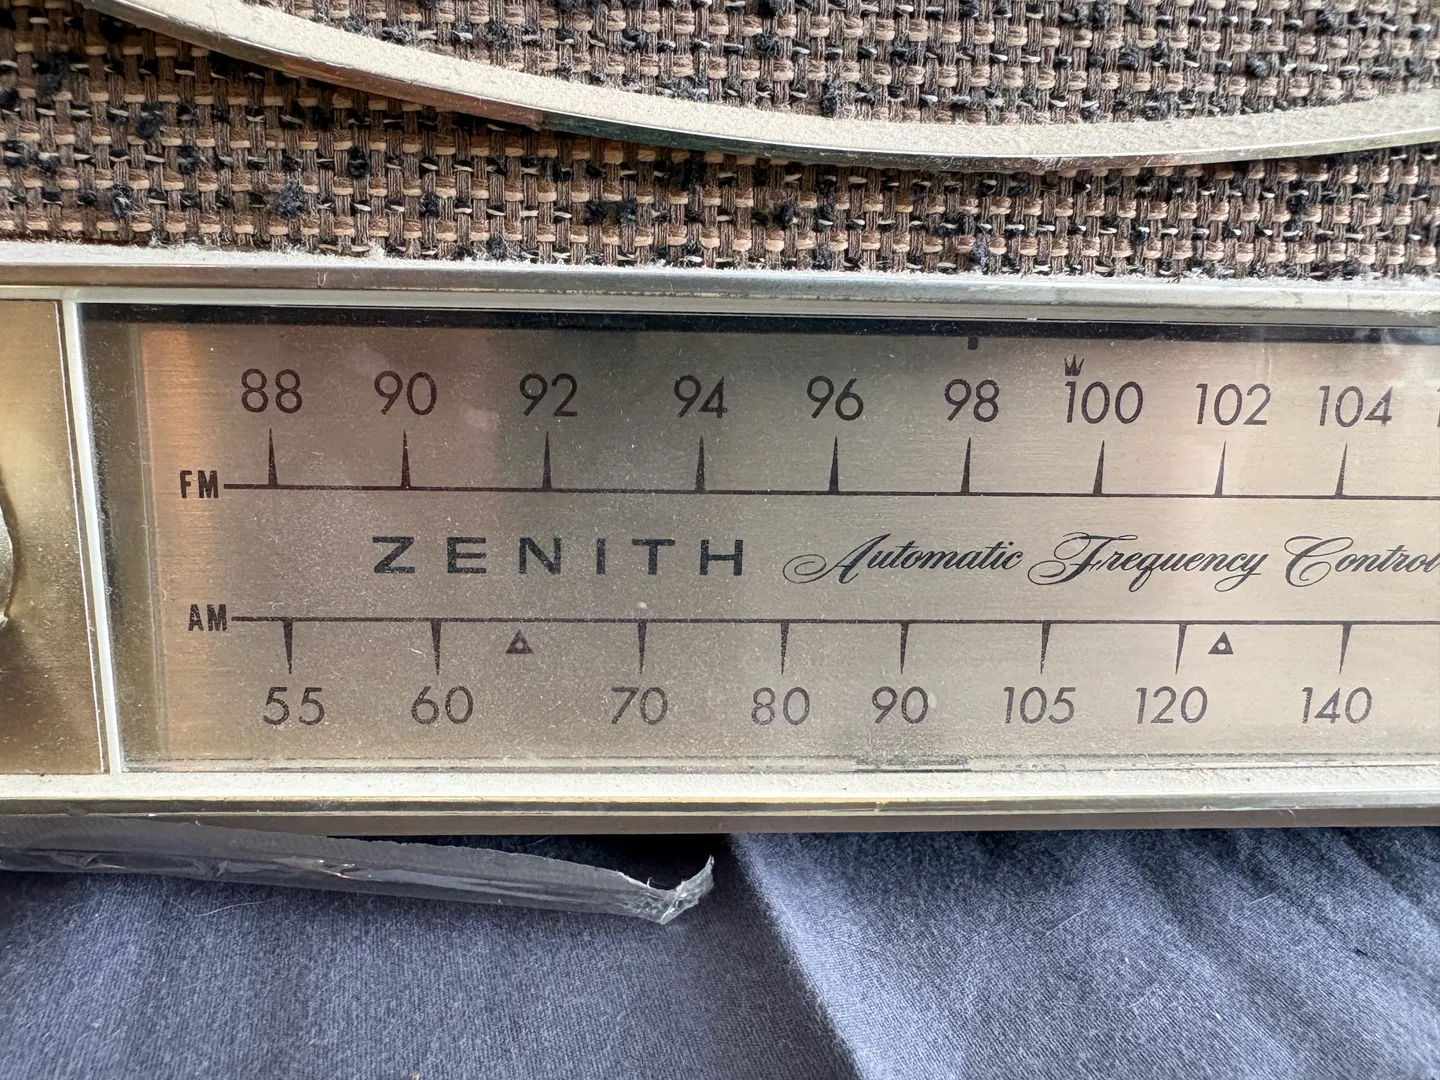 88 90 92 94 96 98 100 102 104
FM
ZENITH Automatic Frequency Control
AM
55 60 70 80 90 105 120 140